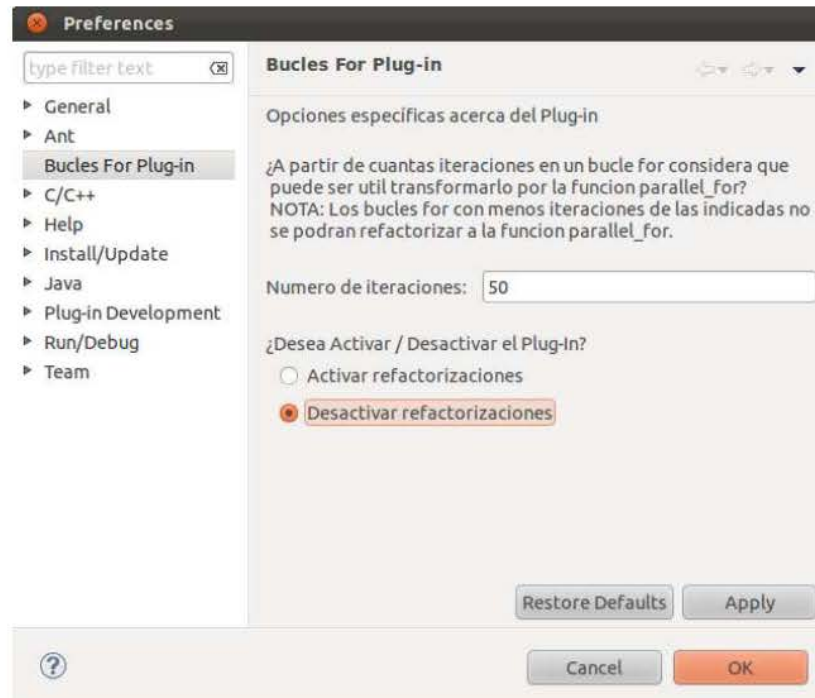 Preferences
type filter text
General
Ant
Bucles For Plug-in
C/C++
Help
Install/Update
Java
Plug-in Development
Run/Debug
Team
Bucles For Plug-in
Opciones específicas acerca del Plug-in
¿A partir de cuantas iteraciones en un bucle for considera que
puede ser util transformarlo por la funcion parallel_for?
NOTA: Los bucles for con menos iteraciones de las indicadas no
se podran refactorizar a la funcion parallel_for.
Numero de iteraciones: 50
¿Desea Activar / Desactivar el Plug-In?
Activar refactorizaciones
Desactivar refactorizaciones
Restore Defaults Apply
? Cancel OK